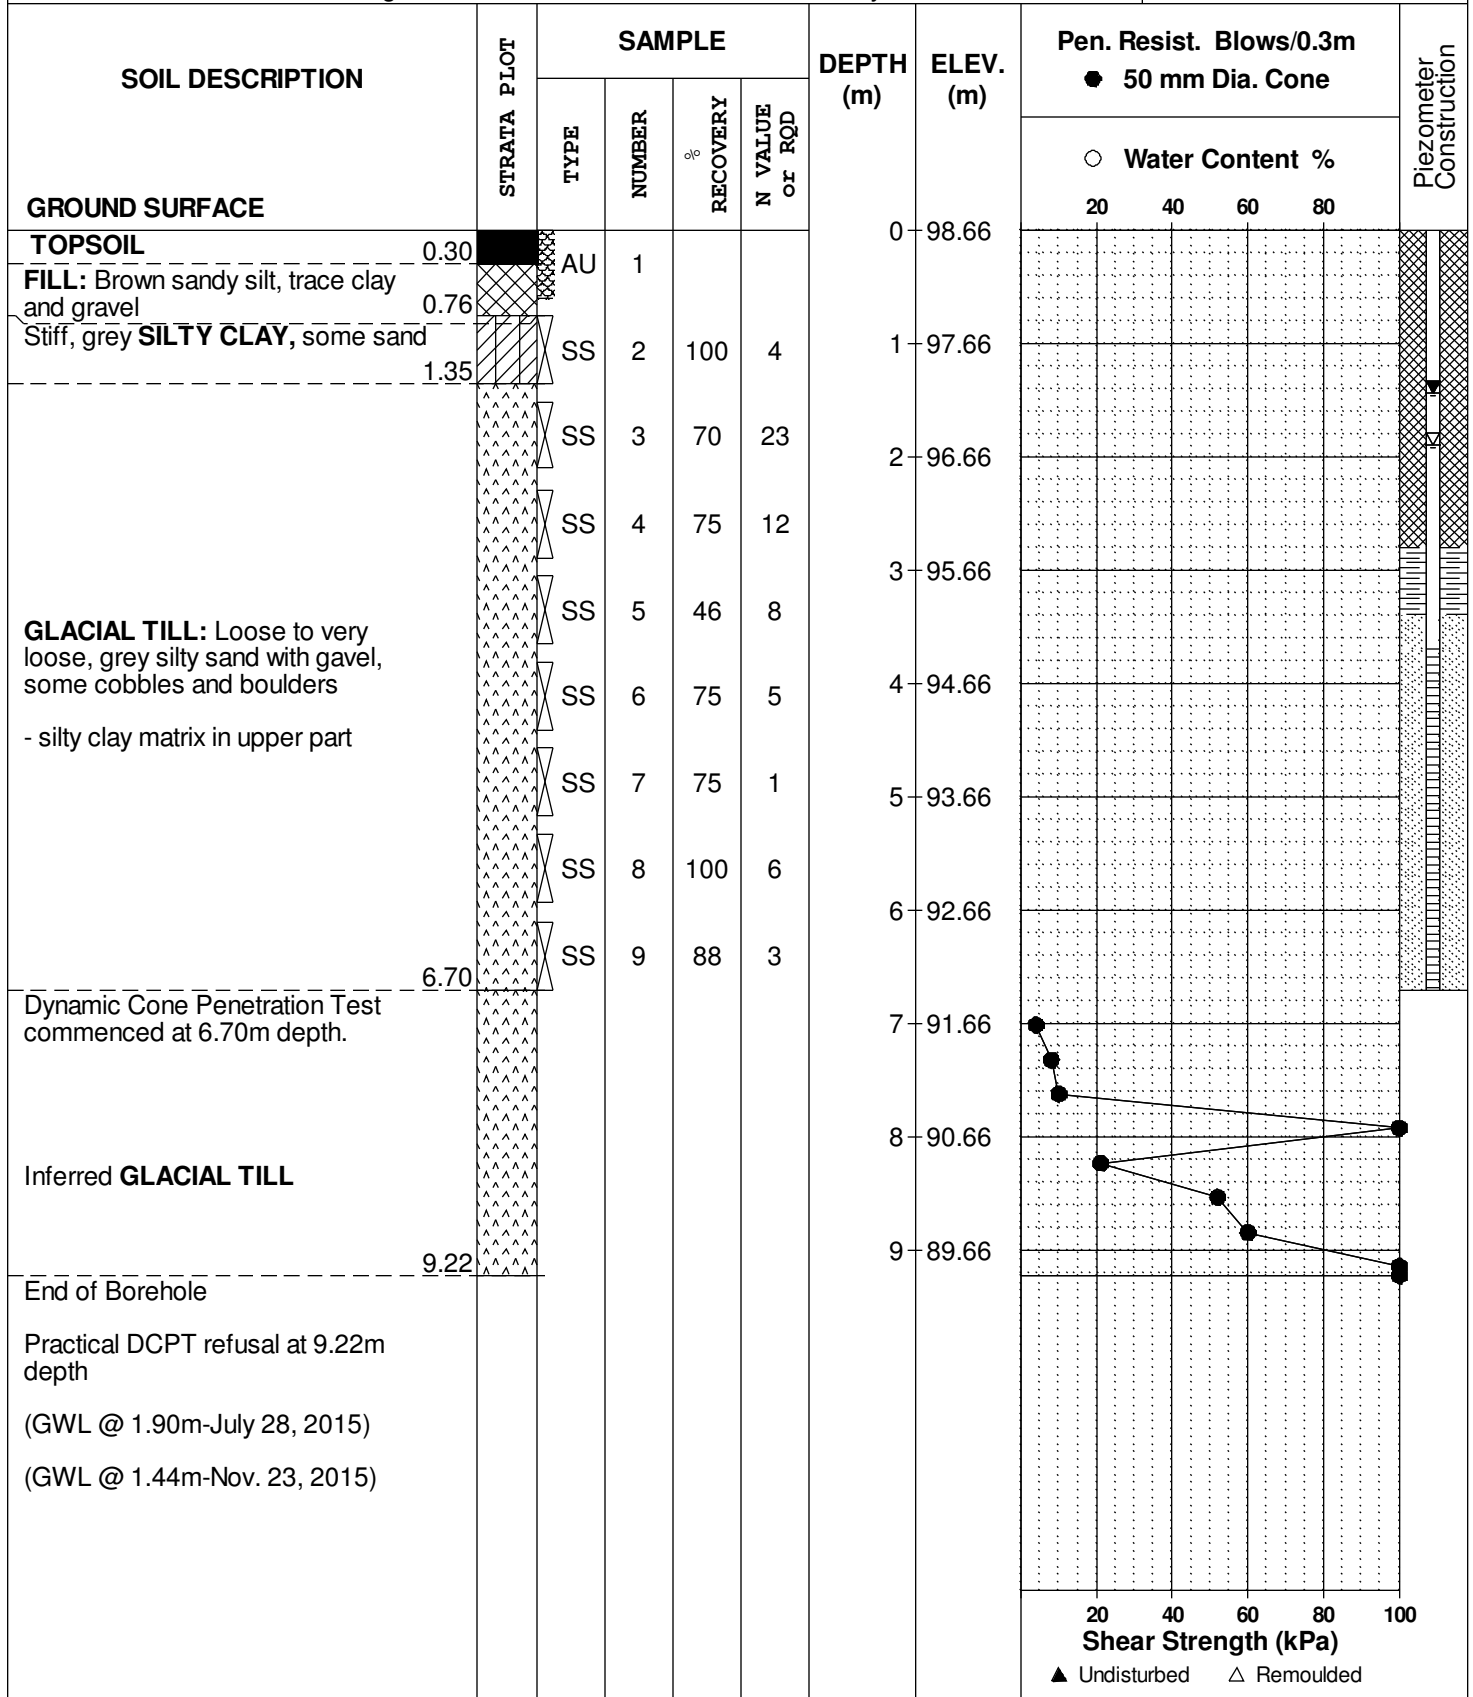 SOIL DESCRIPTION
GROUND SURFACE
STRATA PLOT
SAMPLE
TYPE
NUMBER
% RECOVERY
N VALUE or RQD
DEPTH (m)
ELEV. (m)
Pen. Resist. Blows/0.3m
● 50 mm Dia. Cone
○ Water Content %
20 40 60 80
Piezometer Construction
TOPSOIL 0.30
FILL: Brown sandy silt, trace clay
and gravel 0.76
Stiff, grey SILTY CLAY, some sand
1.35
GLACIAL TILL: Loose to very
loose, grey silty sand with gavel,
some cobbles and boulders
- silty clay matrix in upper part
6.70
Dynamic Cone Penetration Test
commenced at 6.70m depth.
Inferred GLACIAL TILL
9.22
End of Borehole
Practical DCPT refusal at 9.22m
depth
(GWL @ 1.90m-July 28, 2015)
(GWL @ 1.44m-Nov. 23, 2015)
AU 1
SS 2 100 4
SS 3 70 23
SS 4 75 12
SS 5 46 8
SS 6 75 5
SS 7 75 1
SS 8 100 6
SS 9 88 3
0 98.66
1 97.66
2 96.66
3 95.66
4 94.66
5 93.66
6 92.66
7 91.66
8 90.66
9 89.66
20 40 60 80 100
Shear Strength (kPa)
▲ Undisturbed △ Remoulded